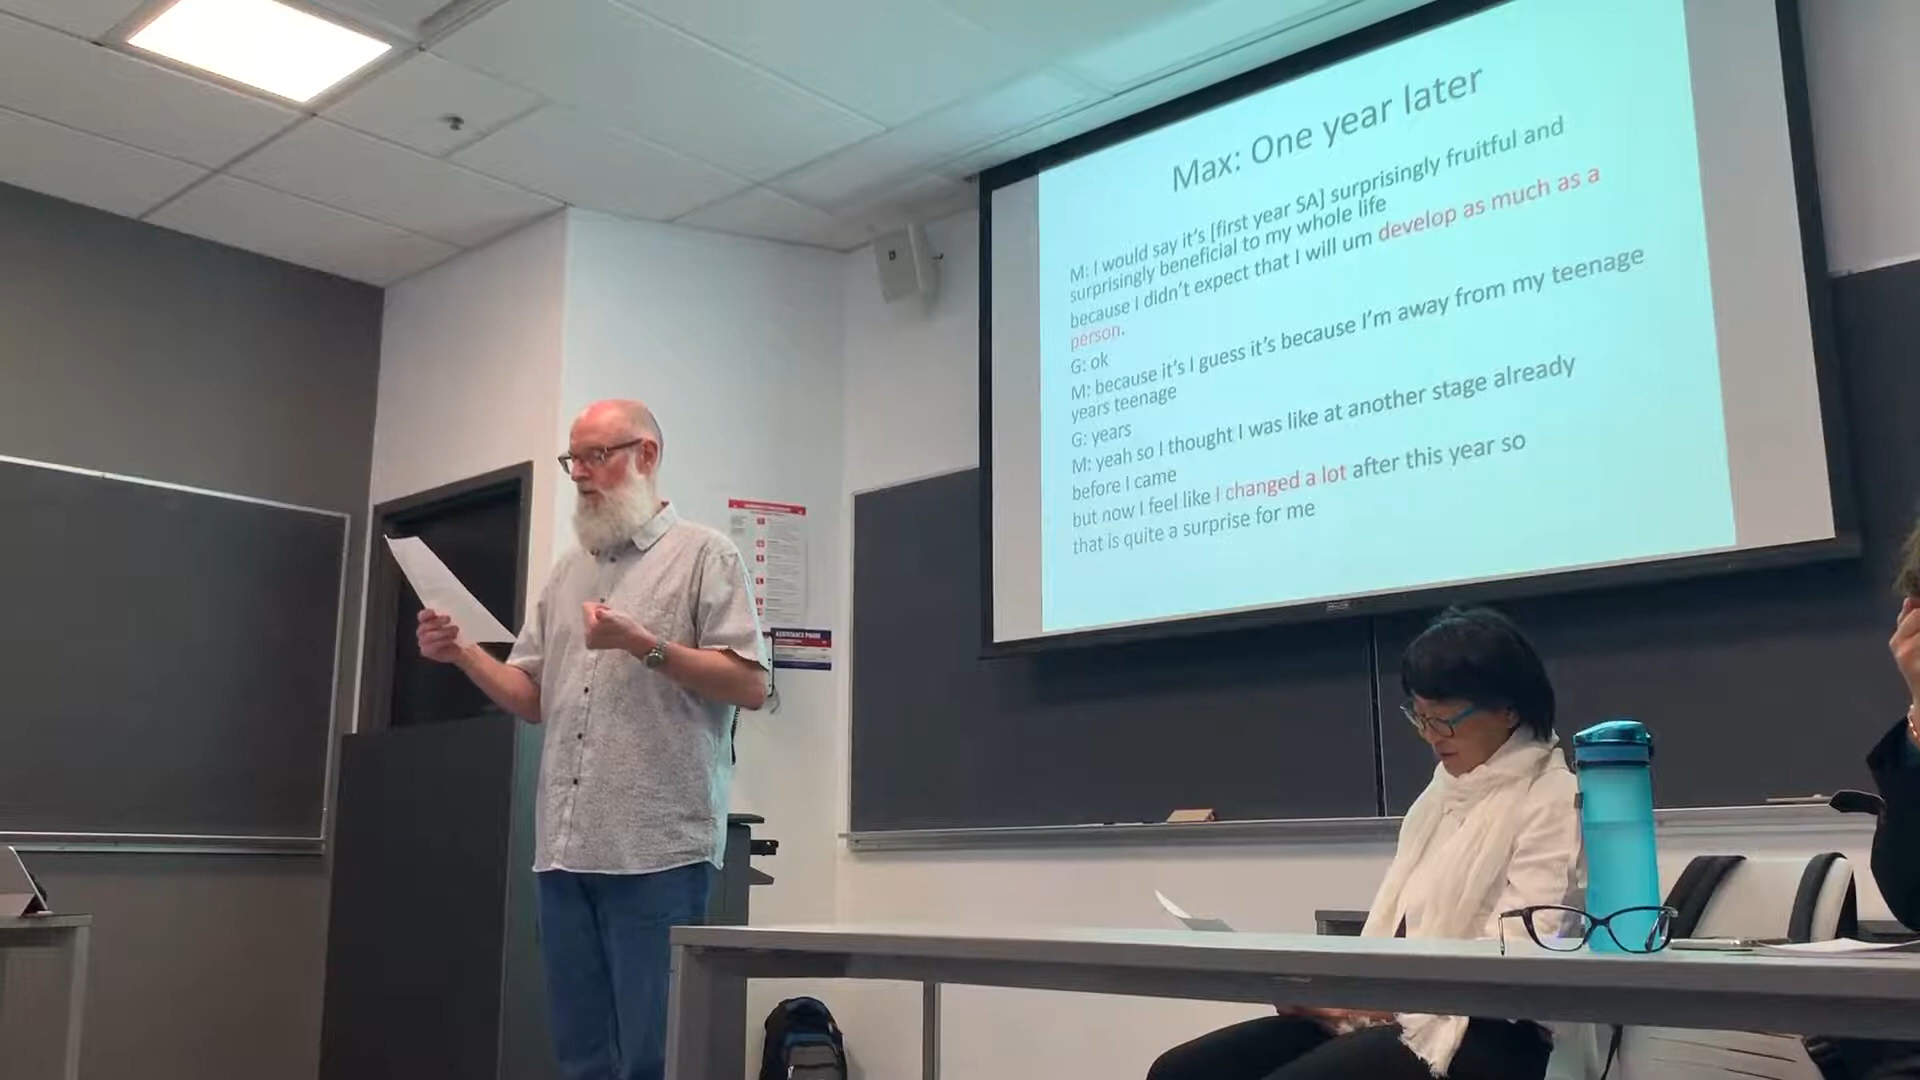 Max: One year later
M: I would say it's [first year SA] surprisingly fruitful and
surprisingly beneficial to my whole life
because I didn't expect that I will um develop as much as a
person.
G: ok
M: because it's I guess it's because I'm away from my teenage
years teenage
G: years
M: yeah so I thought I was like at another stage already
before I came
but now I feel like I changed a lot after this year so
that is quite a surprise for me
ASSISTANCE PHONE